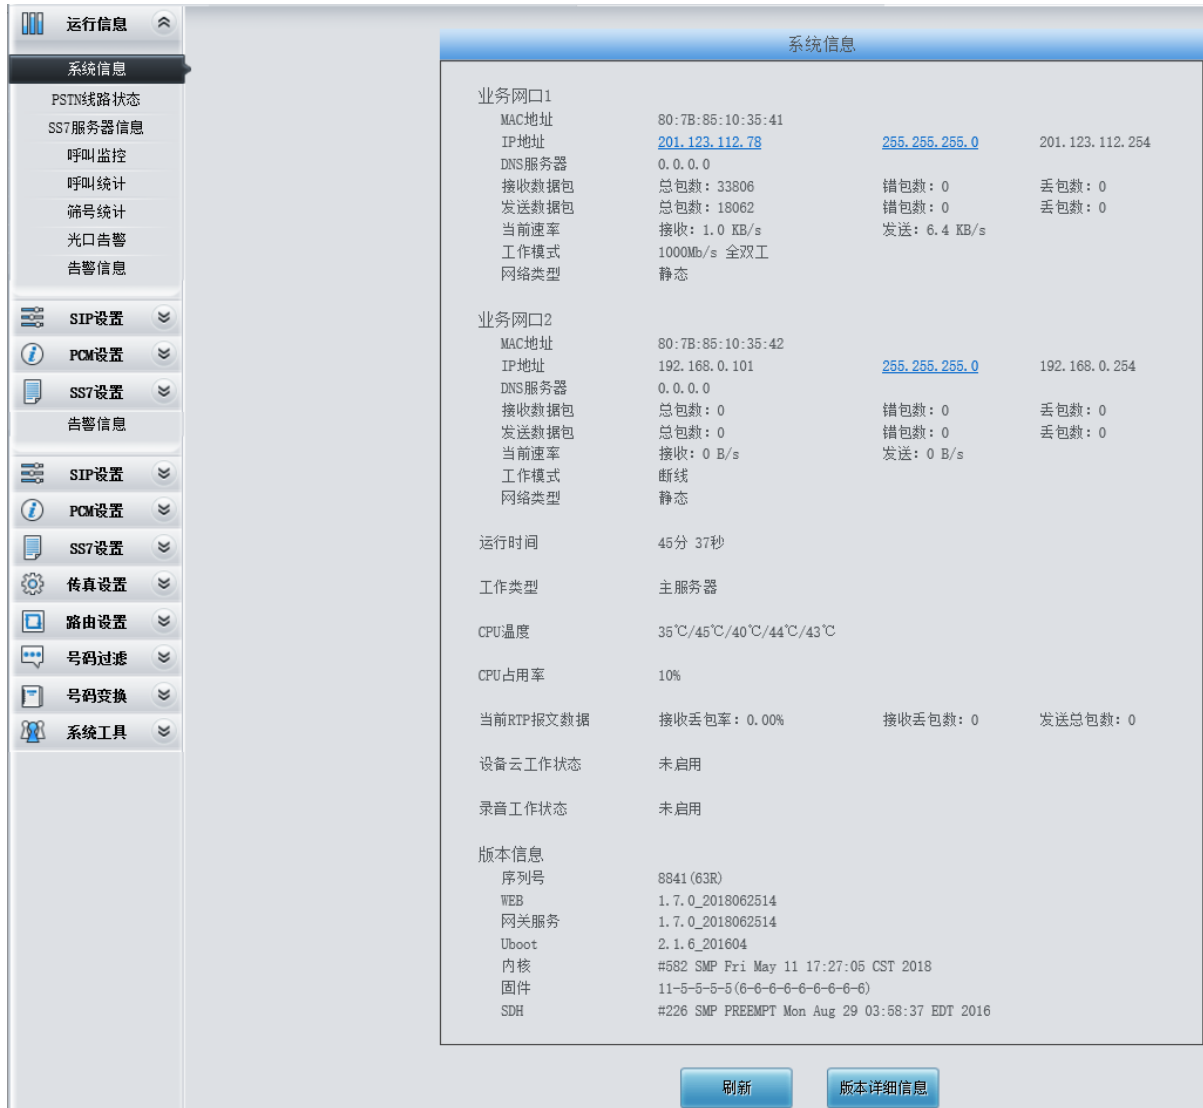 运行信息
系统信息
PSTN线路状态
SS7服务器信息
呼叫监控
呼叫统计
筛号统计
光口告警
告警信息
SIP设置
PCM设置
SS7设置
告警信息
SIP设置
PCM设置
SS7设置
传真设置
路由设置
号码过滤
号码变换
系统工具
系统信息
业务网口1
MAC地址 80:7B:85:10:35:41
IP地址 201.123.112.78 255.255.255.0 201.123.112.254
DNS服务器 0.0.0.0
接收数据包 总包数: 33806 错包数: 0 丢包数: 0
发送数据包 总包数: 18062 错包数: 0 丢包数: 0
当前速率 接收: 1.0 KB/s 发送: 6.4 KB/s
工作模式 1000Mb/s 全双工
网络类型 静态
业务网口2
MAC地址 80:7B:85:10:35:42
IP地址 192.168.0.101 255.255.255.0 192.168.0.254
DNS服务器 0.0.0.0
接收数据包 总包数: 0 错包数: 0 丢包数: 0
发送数据包 总包数: 0 错包数: 0 丢包数: 0
当前速率 接收: 0 B/s 发送: 0 B/s
工作模式 断线
网络类型 静态
运行时间 45分 37秒
工作类型 主服务器
CPU温度 35℃/45℃/40℃/44℃/43℃
CPU占用率 10%
当前RTP报文数据 接收丢包率: 0.00% 接收丢包数: 0 发送总包数: 0
设备云工作状态 未启用
录音工作状态 未启用
版本信息
序列号 8841(63R)
WEB 1.7.0_2018062514
网关服务 1.7.0_2018062514
Uboot 2.1.6_201604
内核 #582 SMP Fri May 11 17:27:05 CST 2018
固件 11-5-5-5-5(6-6-6-6-6-6-6-6-6)
SDH #226 SMP PREEMPT Mon Aug 29 03:58:37 EDT 2016
刷新 版本详细信息